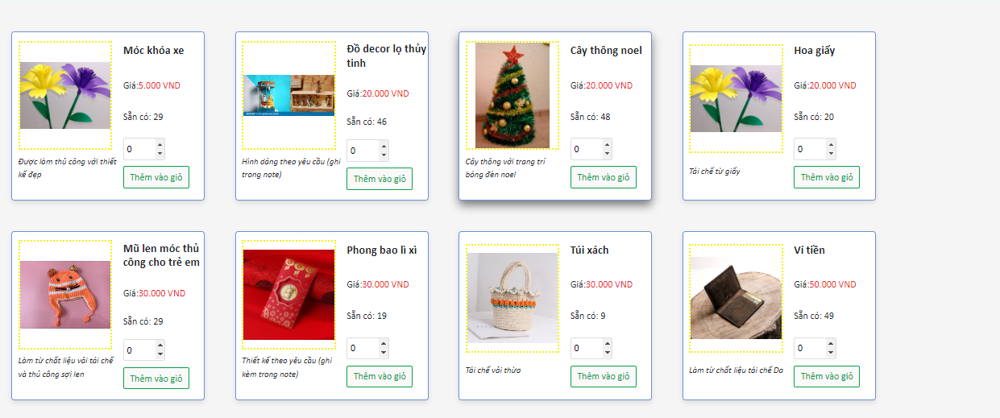 Móc khóa xe
Giá:5.000 VND
Sẵn có: 29
0
Được làm thủ công với thiết
kế đẹp
Thêm vào giỏ
Đồ decor lọ thủy
tinh
Giá:20.000 VND
Sẵn có: 46
0
Hình dáng theo yêu cầu (ghi
trong note)
Thêm vào giỏ
Cây thông noel
Giá:20.000 VND
Sẵn có: 48
0
Cây thông với trang trí
bóng đèn noel
Thêm vào giỏ
Hoa giấy
Giá:20.000 VND
Sẵn có: 20
0
Tái chế từ giấy
Thêm vào giỏ
Mũ len móc thủ
công cho trẻ em
Giá:30.000 VND
Sẵn có: 29
0
Làm từ chất liệu vải tái chế
và thủ công sợi len
Thêm vào giỏ
Phong bao lì xì
Giá:30.000 VND
Sẵn có: 19
0
Thiết kế theo yêu cầu (ghi
kèm trong note)
Thêm vào giỏ
Túi xách
Giá:30.000 VND
Sẵn có: 9
0
Tái chế vải thừa
Thêm vào giỏ
Ví tiền
Giá:50.000 VND
Sẵn có: 49
0
Làm từ chất liệu tái chế Da
Thêm vào giỏ